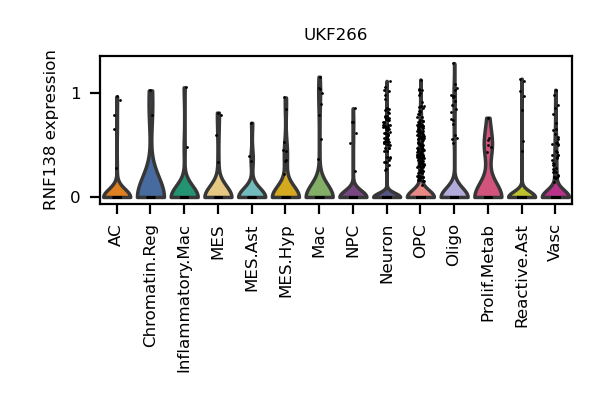 UKF266
RNF138 expression
1
0
AC
Chromatin.Reg
Inflammatory.Mac
MES
MES.Ast
MES.Hyp
Mac
NPC
Neuron
OPC
Oligo
Prolif.Metab
Reactive.Ast
Vasc